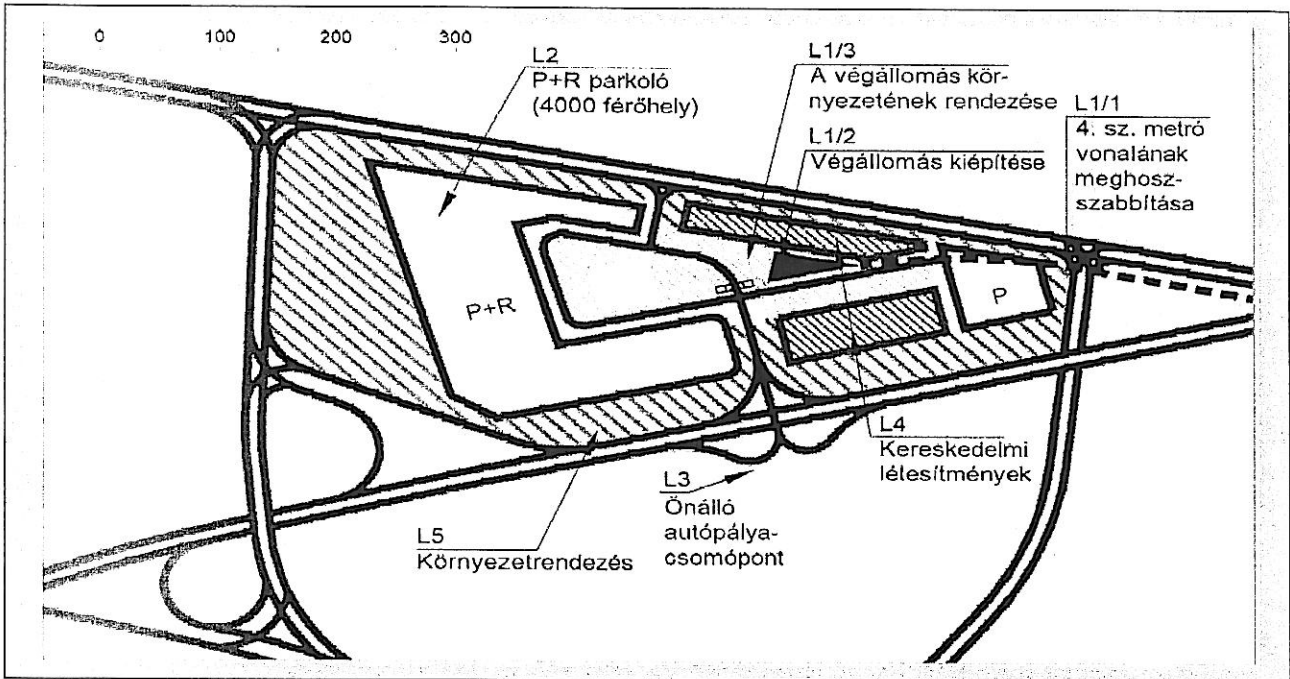 0 100 200 300
L2
P+R parkoló
(4000 férőhely)
L1/3
A végállomás kör-
nyezetének rendezése
L1/2
Végállomás kiépítése
L1/1
4. sz. metró
vonalának
meghosz-
szabbítása
P+R
P
L4
Kereskedelmi
létesítmények
L3
Önálló
autópálya-
csomópont
L5
Környezetrendezés